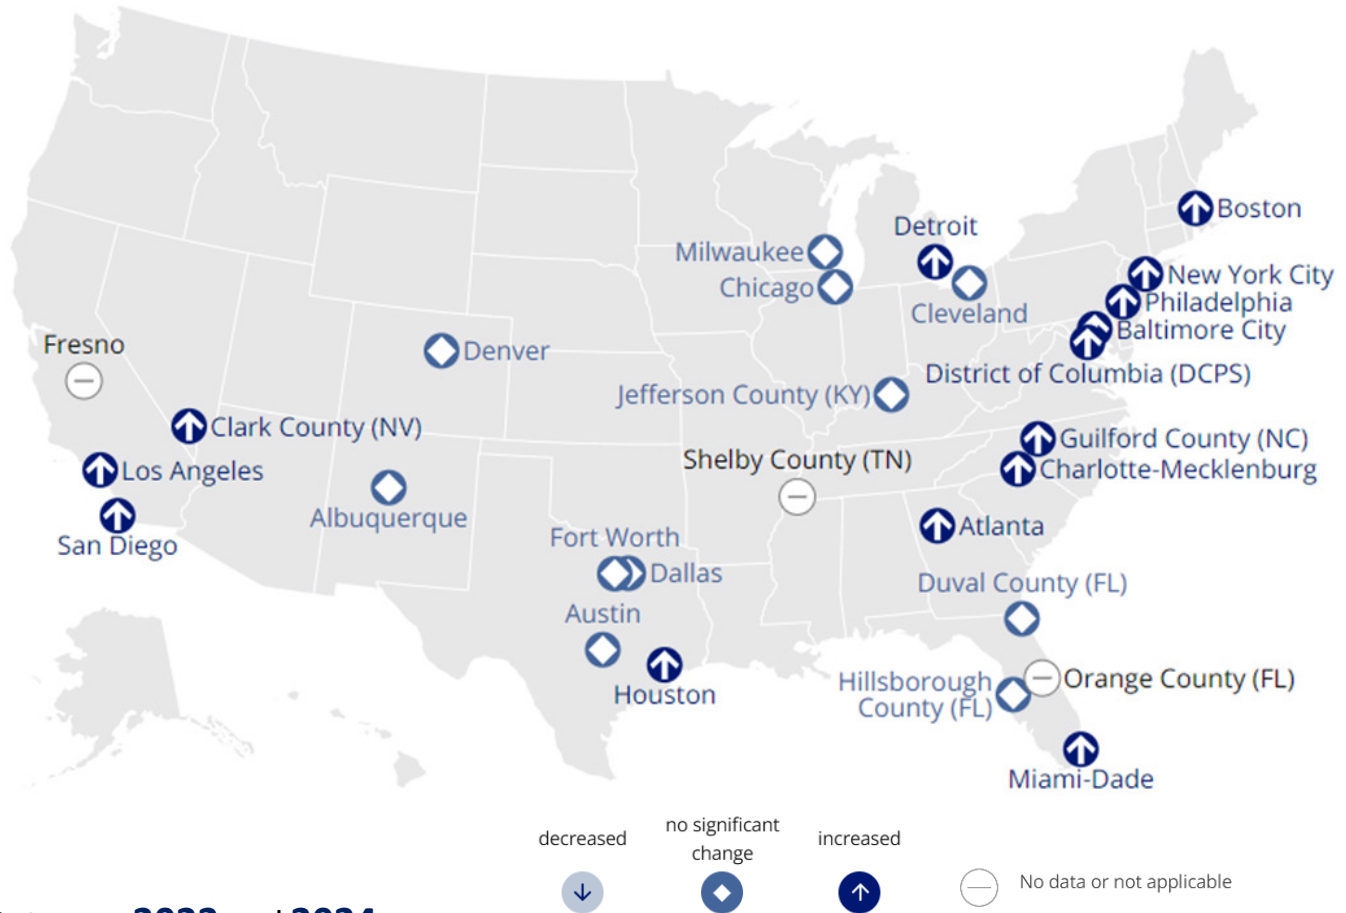 Boston
Detroit
Milwaukee
New York City
Chicago
Philadelphia
Cleveland
Baltimore City
Fresno
Denver
District of Columbia (DCPS)
Jefferson County (KY)
Clark County (NV)
Guilford County (NC)
Shelby County (TN)
Los Angeles
Charlotte-Mecklenburg
Albuquerque
Atlanta
San Diego
Fort Worth
Dallas
Duval County (FL)
Austin
Orange County (FL)
Hillsborough
County (FL)
Houston
Miami-Dade
no significant
decreased
increased
change
No data or not applicable
2022 and 2024